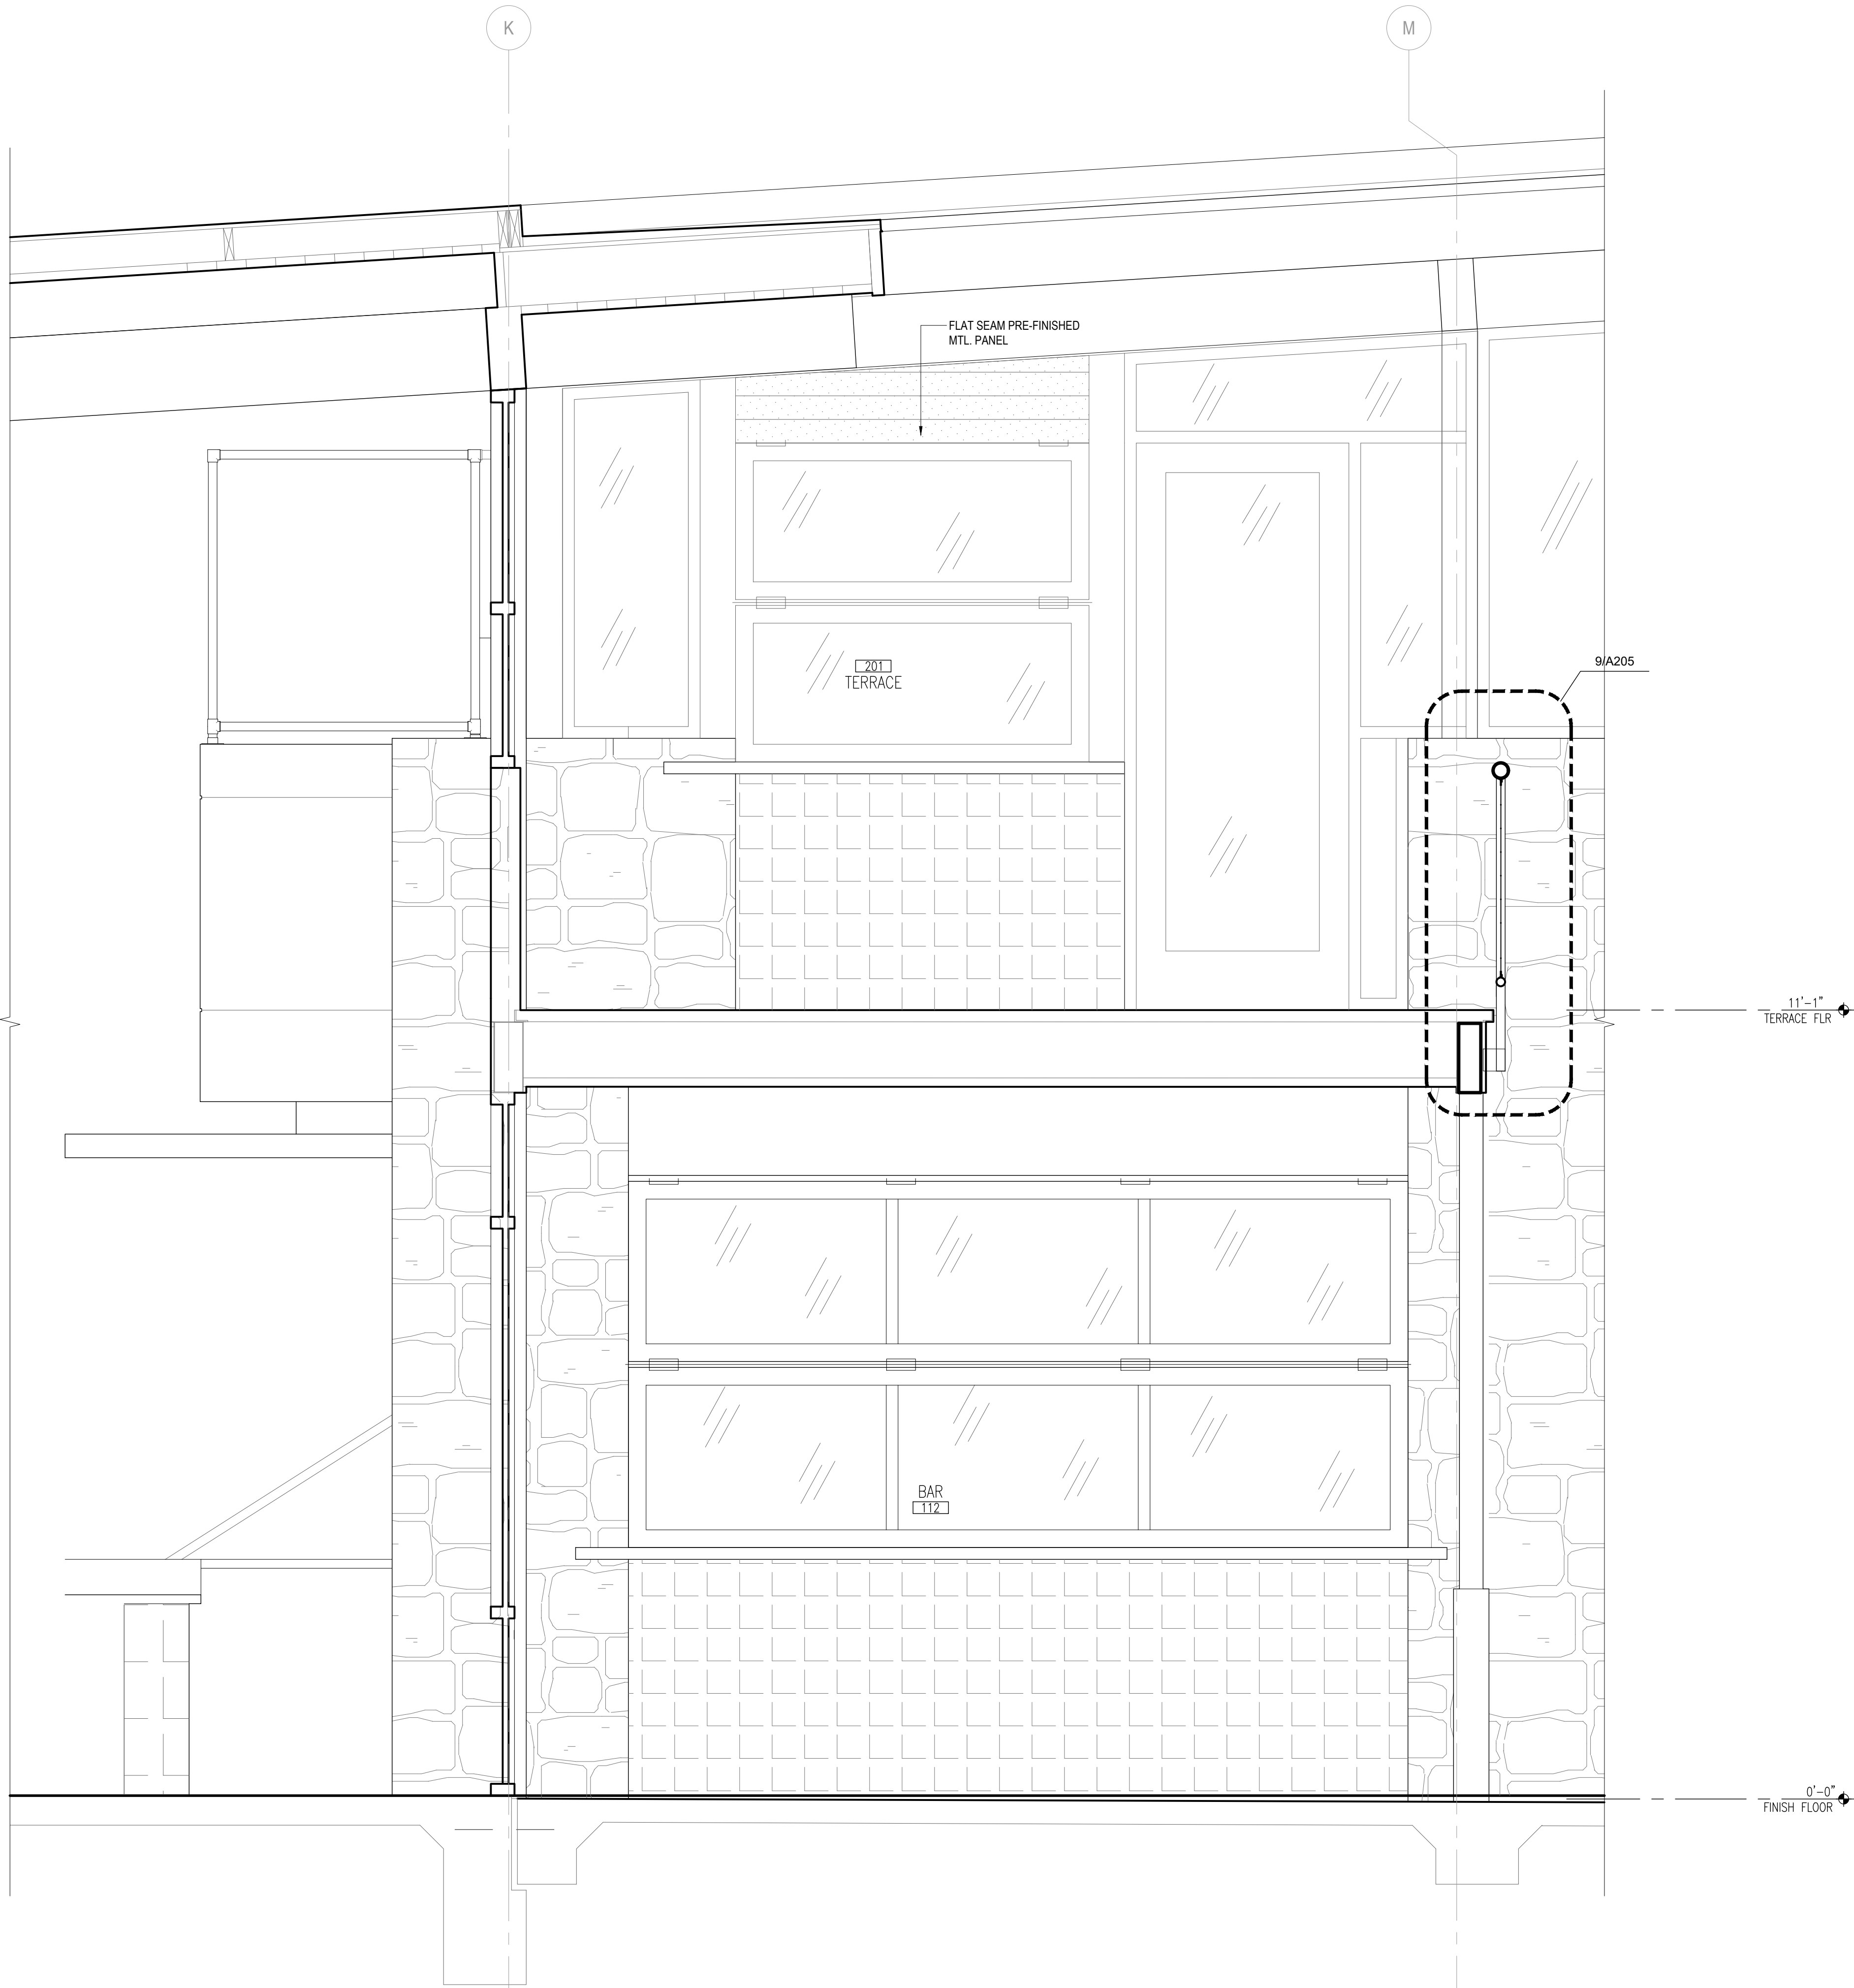 K
M
FLAT SEAM PRE-FINISHED
MTL. PANEL
201
TERRACE
9/A205
11'-1"
TERRACE FLR
BAR
112
0'-0"
FINISH FLOOR